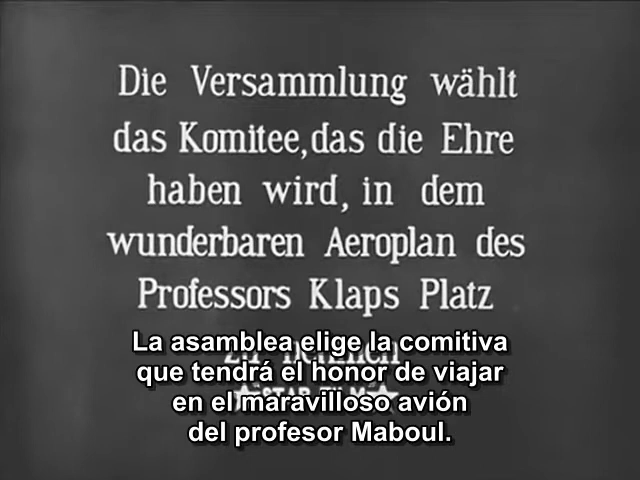 Die Versammlung wählt
das Komitee, das die Ehre
haben wird, in dem
wunderbaren Aeroplan des
Professors Klaps Platz
La asamblea elige la comitiva
que tendrá el honor de viajar
en el maravilloso avión
del profesor Maboul.